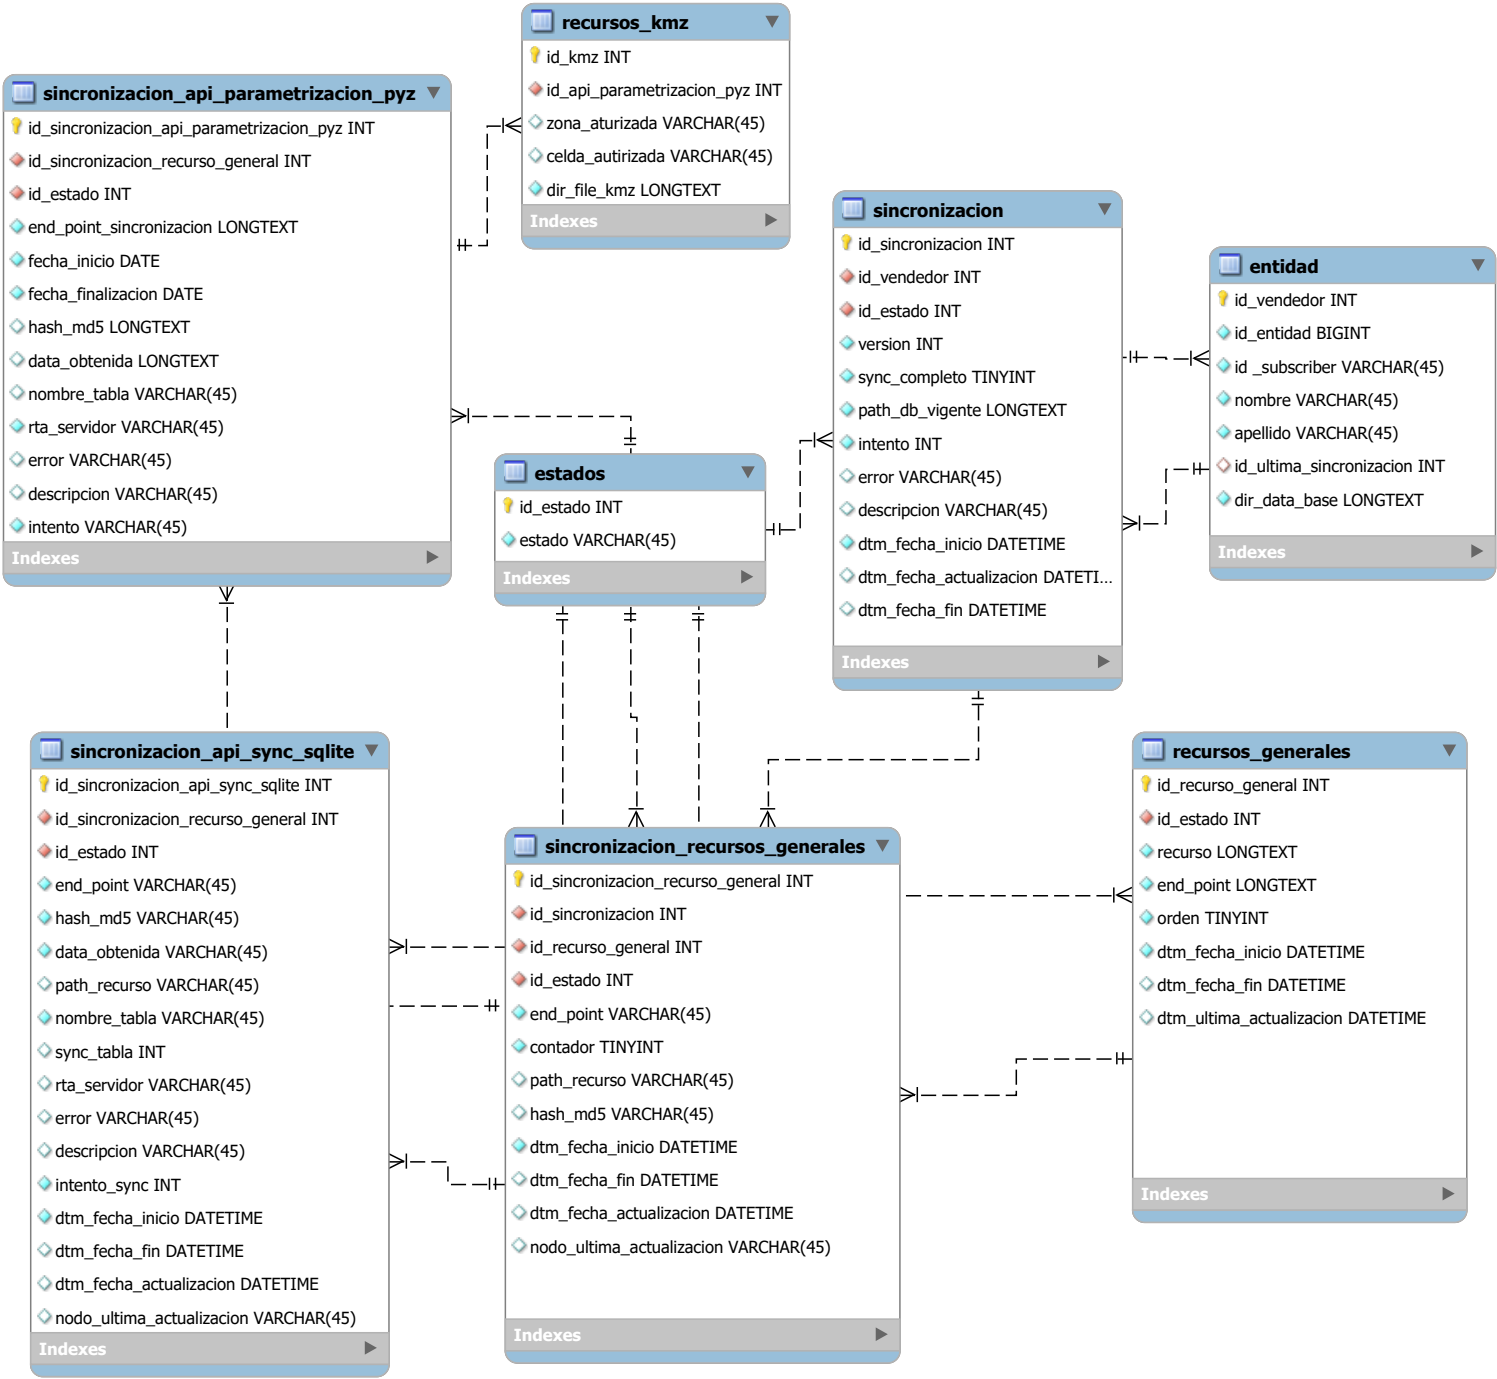 recursos_kmz
id_kmz INT
id_api_parametrizacion_pyz INT
zona_aturizada VARCHAR(45)
celda_autirizada VARCHAR(45)
dir_file_kmz LONGTEXT
Indexes
sincronizacion_api_parametrizacion_pyz
id_sincronizacion_api_parametrizacion_pyz INT
id_sincronizacion_recurso_general INT
id_estado INT
end_point_sincronizacion LONGTEXT
fecha_inicio DATE
fecha_finalizacion DATE
hash_md5 LONGTEXT
data_obtenida LONGTEXT
nombre_tabla VARCHAR(45)
rta_servidor VARCHAR(45)
error VARCHAR(45)
descripcion VARCHAR(45)
intento VARCHAR(45)
Indexes
sincronizacion
id_sincronizacion INT
id_vendedor INT
id_estado INT
version INT
sync_completo TINYINT
path_db_vigente LONGTEXT
intento INT
error VARCHAR(45)
descripcion VARCHAR(45)
dtm_fecha_inicio DATETIME
dtm_fecha_actualizacion DATETI...
dtm_fecha_fin DATETIME
Indexes
entidad
id_vendedor INT
id_entidad BIGINT
id _subscriber VARCHAR(45)
nombre VARCHAR(45)
apellido VARCHAR(45)
id_ultima_sincronizacion INT
dir_data_base LONGTEXT
Indexes
estados
id_estado INT
estado VARCHAR(45)
Indexes
sincronizacion_api_sync_sqlite
id_sincronizacion_api_sync_sqlite INT
id_sincronizacion_recurso_general INT
id_estado INT
end_point VARCHAR(45)
hash_md5 VARCHAR(45)
data_obtenida VARCHAR(45)
path_recurso VARCHAR(45)
nombre_tabla VARCHAR(45)
sync_tabla INT
rta_servidor VARCHAR(45)
error VARCHAR(45)
descripcion VARCHAR(45)
intento_sync INT
dtm_fecha_inicio DATETIME
dtm_fecha_fin DATETIME
dtm_fecha_actualizacion DATETIME
nodo_ultima_actualizacion VARCHAR(45)
Indexes
sincronizacion_recursos_generales
id_sincronizacion_recurso_general INT
id_sincronizacion INT
id_recurso_general INT
id_estado INT
end_point VARCHAR(45)
contador TINYINT
path_recurso VARCHAR(45)
hash_md5 VARCHAR(45)
dtm_fecha_inicio DATETIME
dtm_fecha_fin DATETIME
dtm_fecha_actualizacion DATETIME
nodo_ultima_actualizacion VARCHAR(45)
Indexes
recursos_generales
id_recurso_general INT
id_estado INT
recurso LONGTEXT
end_point LONGTEXT
orden TINYINT
dtm_fecha_inicio DATETIME
dtm_fecha_fin DATETIME
dtm_ultima_actualizacion DATETIME
Indexes